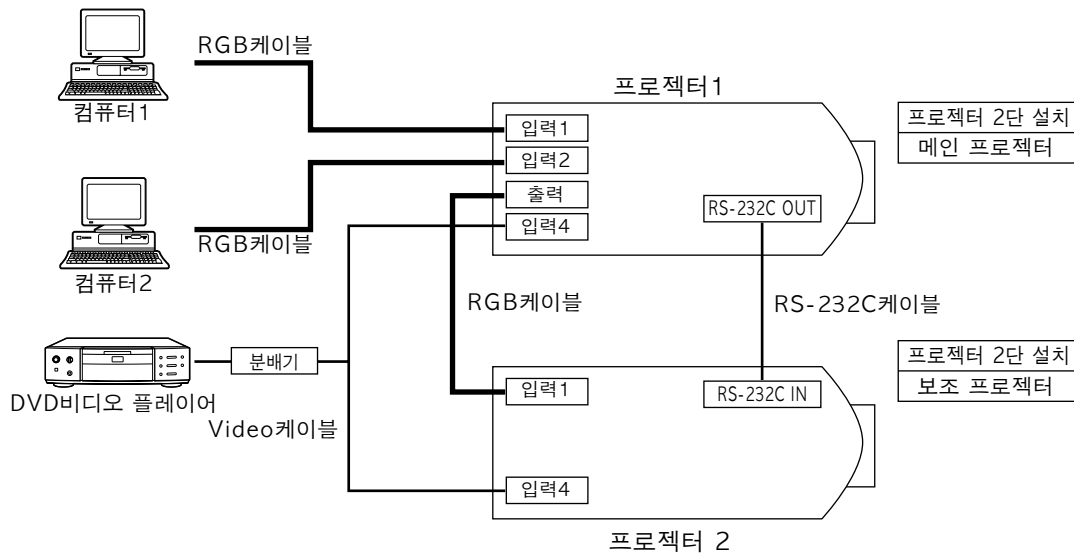 RGB케이블
컴퓨터1
RGB케이블
컴퓨터2
DVD비디오 플레이어
분배기
Video케이블
프로젝터1
입력1
입력2
출력
입력4
RS-232C OUT
프로젝터 2단 설치
메인 프로젝터
RGB케이블
RS-232C케이블
입력1
RS-232C IN
입력4
프로젝터 2단 설치
보조 프로젝터
프로젝터 2